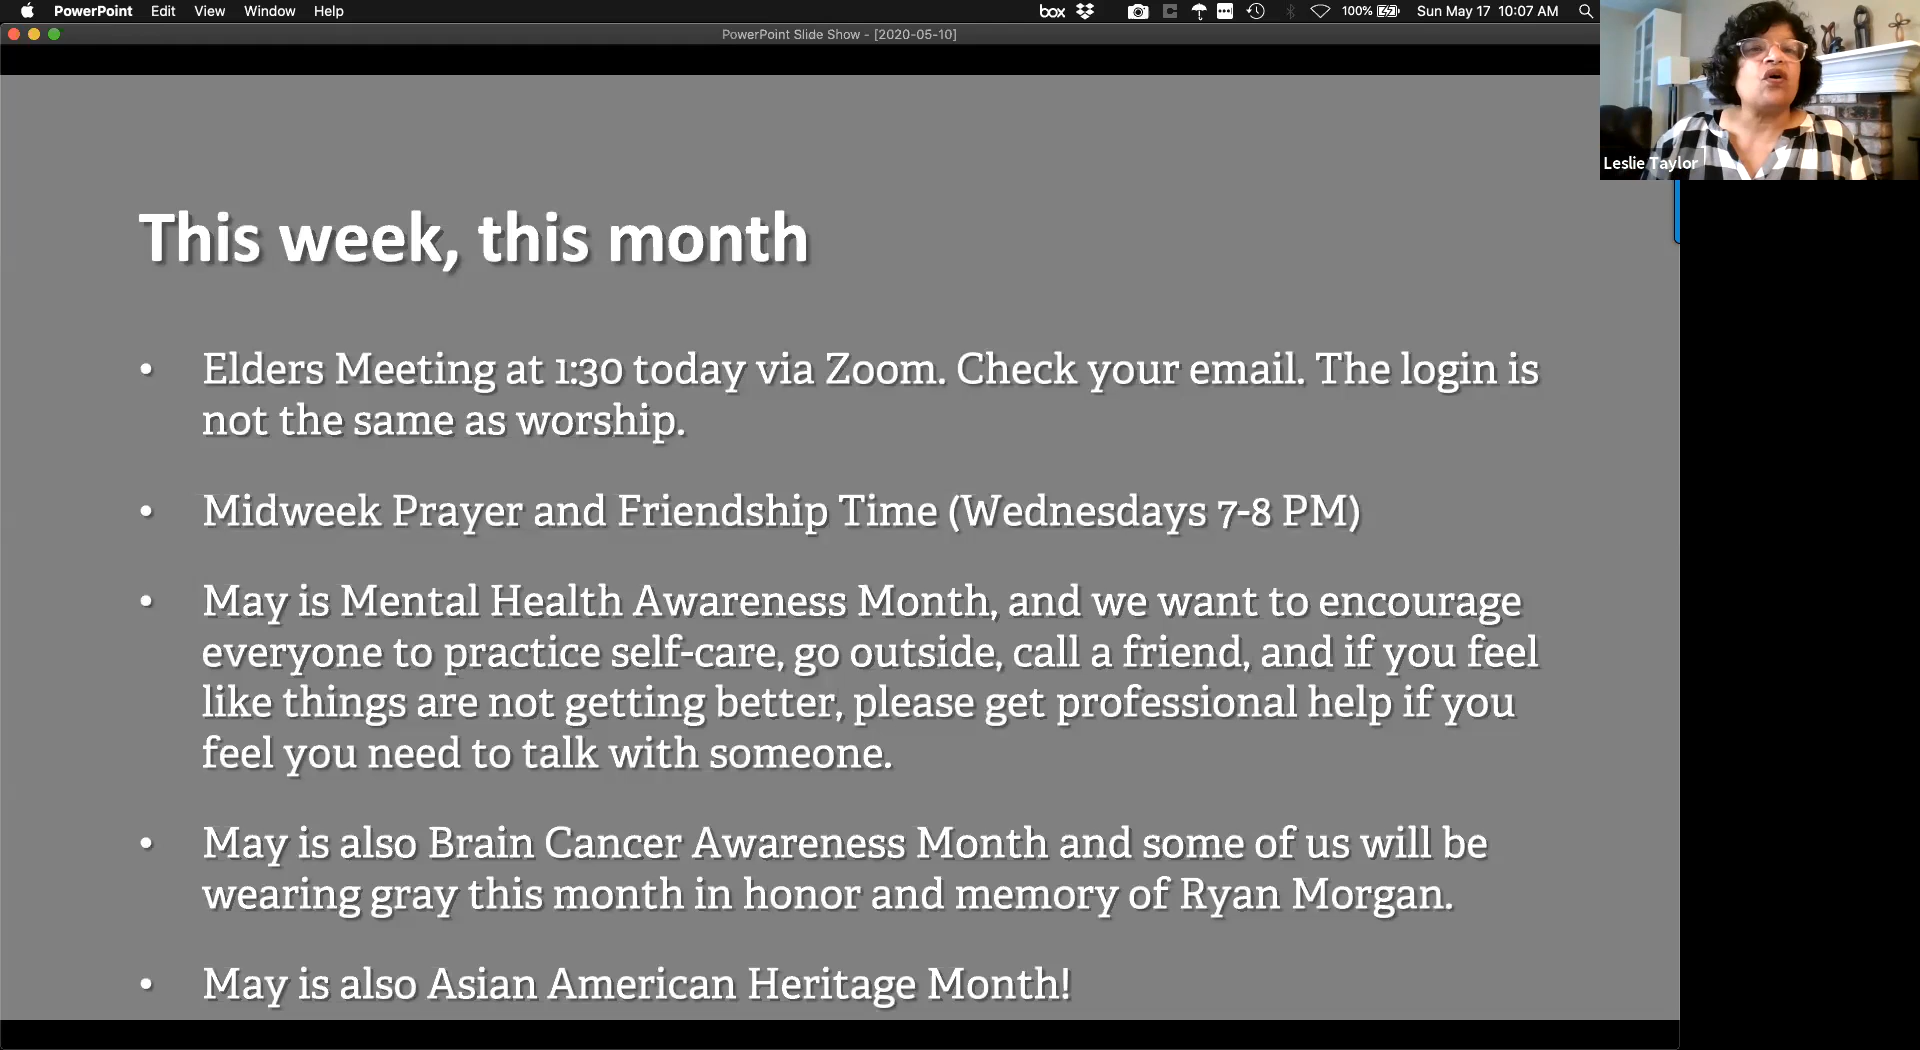 PowerPoint Edit View Window Help box 100% Sun May 17 10:07 AM
PowerPoint Slide Show - [2020-05-10]
Leslie Taylor
This week, this month
• Elders Meeting at 1:30 today via Zoom. Check your email. The login is
not the same as worship.
• Midweek Prayer and Friendship Time (Wednesdays 7-8 PM)
• May is Mental Health Awareness Month, and we want to encourage
everyone to practice self-care, go outside, call a friend, and if you feel
like things are not getting better, please get professional help if you
feel you need to talk with someone.
• May is also Brain Cancer Awareness Month and some of us will be
wearing gray this month in honor and memory of Ryan Morgan.
• May is also Asian American Heritage Month!